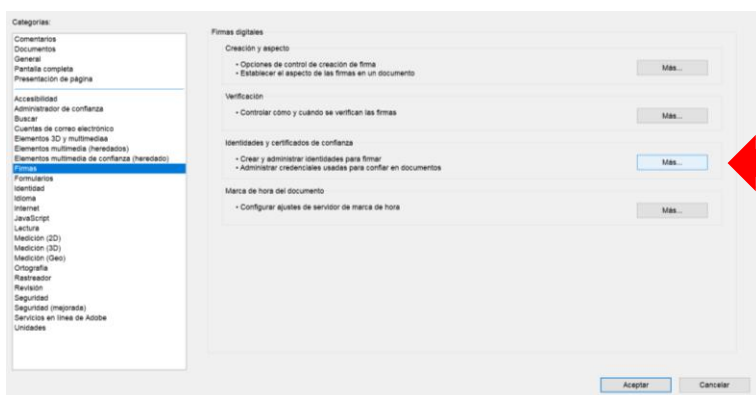 Categorías:
Comentarios
Documentos
General
Pantalla completa
Presentación de página
Accesibilidad
Administrador de confianza
Buscar
Cuentas de correo electrónico
Elementos 3D y multimedias
Elementos multimedia (heredados)
Elementos multimedia de confianza (heredado)
Firmas
Formularios
Identidad
Idioma
Internet
JavaScript
Lectura
Medición (2D)
Medición (3D)
Medición (Geo)
Ortografía
Rastreador
Revisión
Seguridad
Seguridad (mejorada)
Servicios en línea de Adobe
Unidades
Firmas digitales
Creación y aspecto
• Opciones de control de creación de firma
• Establecer el aspecto de las firmas en un documento
Más...
Verificación
• Controlar cómo y cuándo se verifican las firmas
Más...
Identidades y certificados de confianza
• Crear y administrar identidades para firmar
• Administrar credenciales usadas para confiar en documentos
Más...
Marca de hora del documento
• Configurar ajustes de servidor de marca de hora
Más...
Aceptar Cancelar